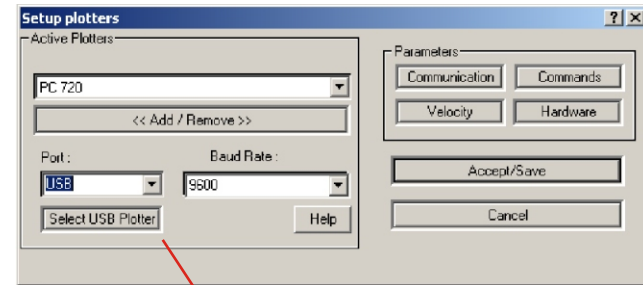 Setup plotters
Active Plotters
PC 720
<< Add / Remove >>
Port :
Baud Rate :
USB
9600
Select USB Plotter
Help
Parameters
Communication
Commands
Velocity
Hardware
Accept/Save
Cancel